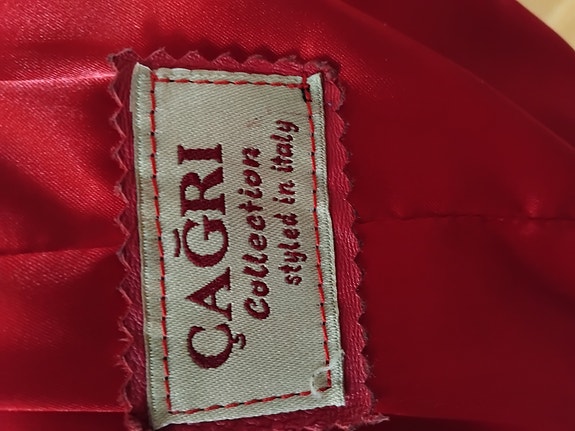 ÇAĞRI
Collection
styled in italy